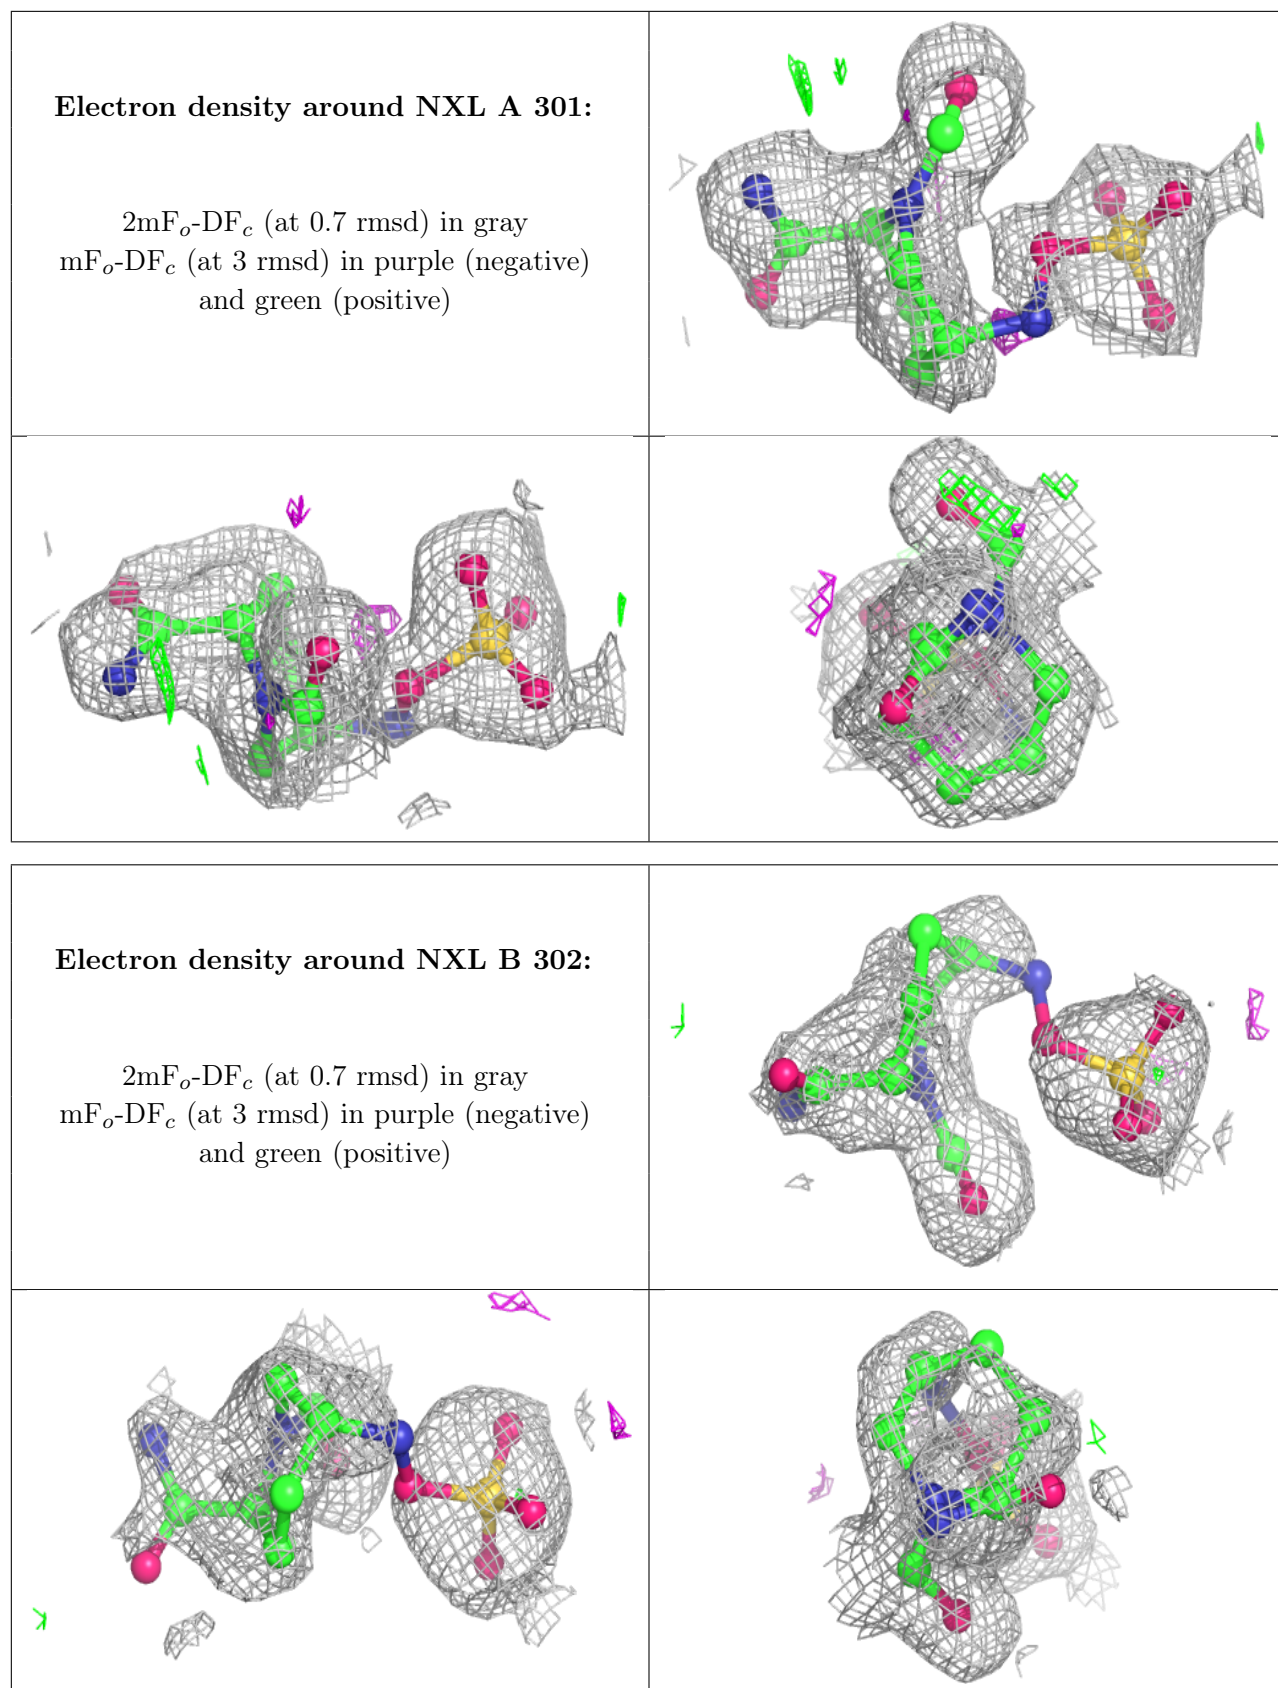 Electron density around NXL A 301:
2mFo-DFc (at 0.7 rmsd) in gray
mFo-DFc (at 3 rmsd) in purple (negative)
and green (positive)
Electron density around NXL B 302:
2mFo-DFc (at 0.7 rmsd) in gray
mFo-DFc (at 3 rmsd) in purple (negative)
and green (positive)